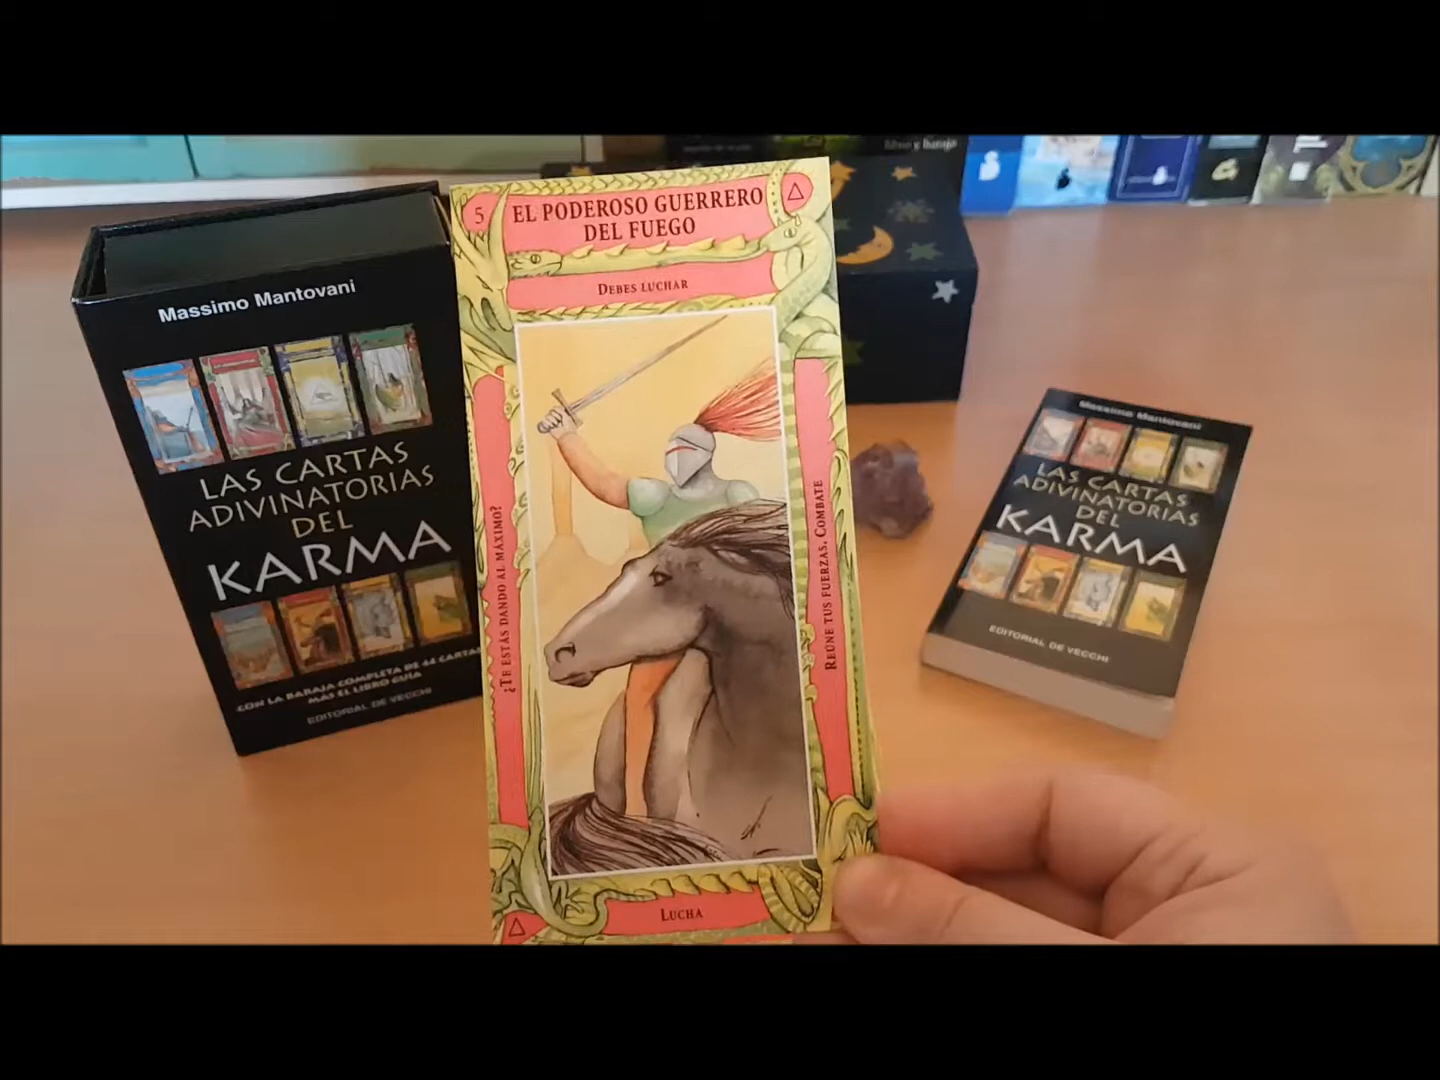 Massimo Mantovani
LAS CARTAS
ADIVINATORIAS
DEL
KARMA
CON LA BARAJA COMPLETA DE 44 CARTAS
MÁS EL LIBRO GUÍA
EDITORIAL DE VECCHI
5
EL PODEROSO GUERRERO
DEL FUEGO
DEBES LUCHAR
¿TE ESTÁS DANDO AL MÁXIMO?
REÚNE TUS FUERZAS. COMBATE
LUCHA
libro y baraja
Massimo Mantovani
LAS CARTAS
ADIVINATORIAS
DEL
KARMA
EDITORIAL DE VECCHI